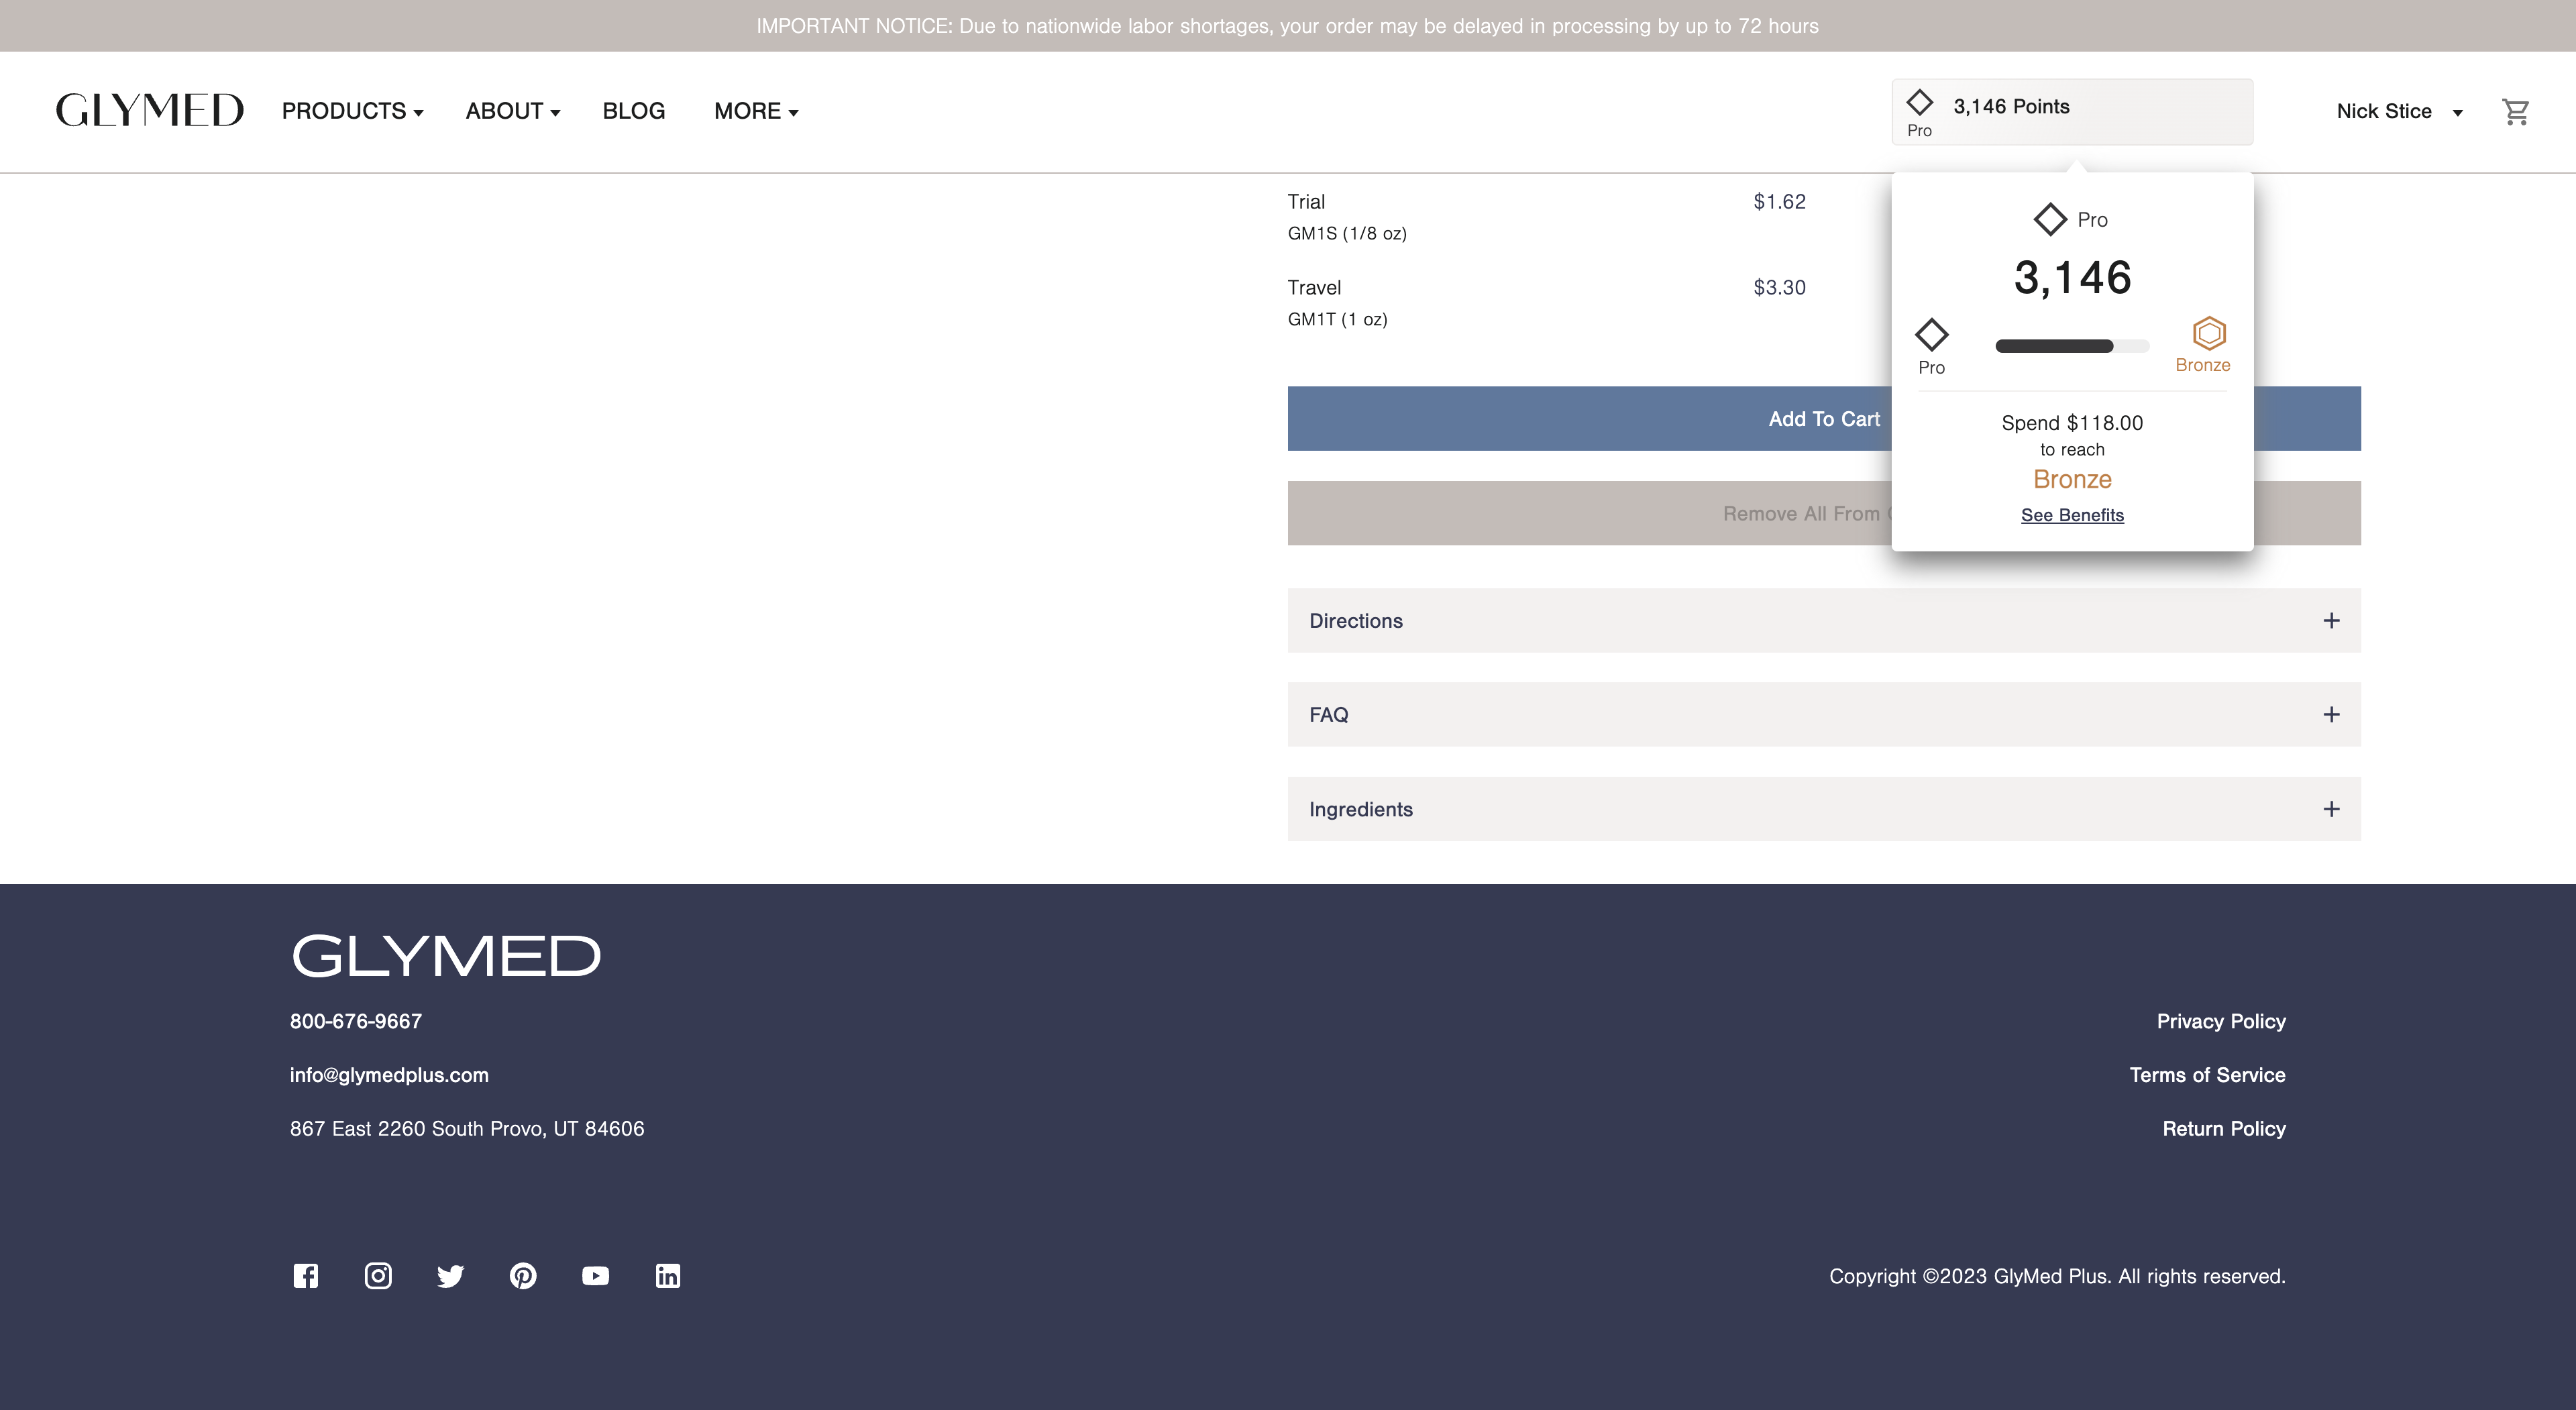 IMPORTANT NOTICE: Due to nationwide labor shortages, your order may be delayed in processing by up to 72 hours
GLYMED PRODUCTS ABOUT BLOG MORE
3,146 Points
Pro
Nick Stice
Trial $1.62
GM1S (1/8 oz)
Travel $3.30
GM1T (1 oz)
Add To Cart
Remove All From
Pro
3,146
Pro
Bronze
Spend $118.00
to reach
Bronze
See Benefits
Directions
FAQ
Ingredients
GLYMED
800-676-9667
info@glymedplus.com
867 East 2260 South Provo, UT 84606
Privacy Policy
Terms of Service
Return Policy
Copyright ©2023 GlyMed Plus. All rights reserved.